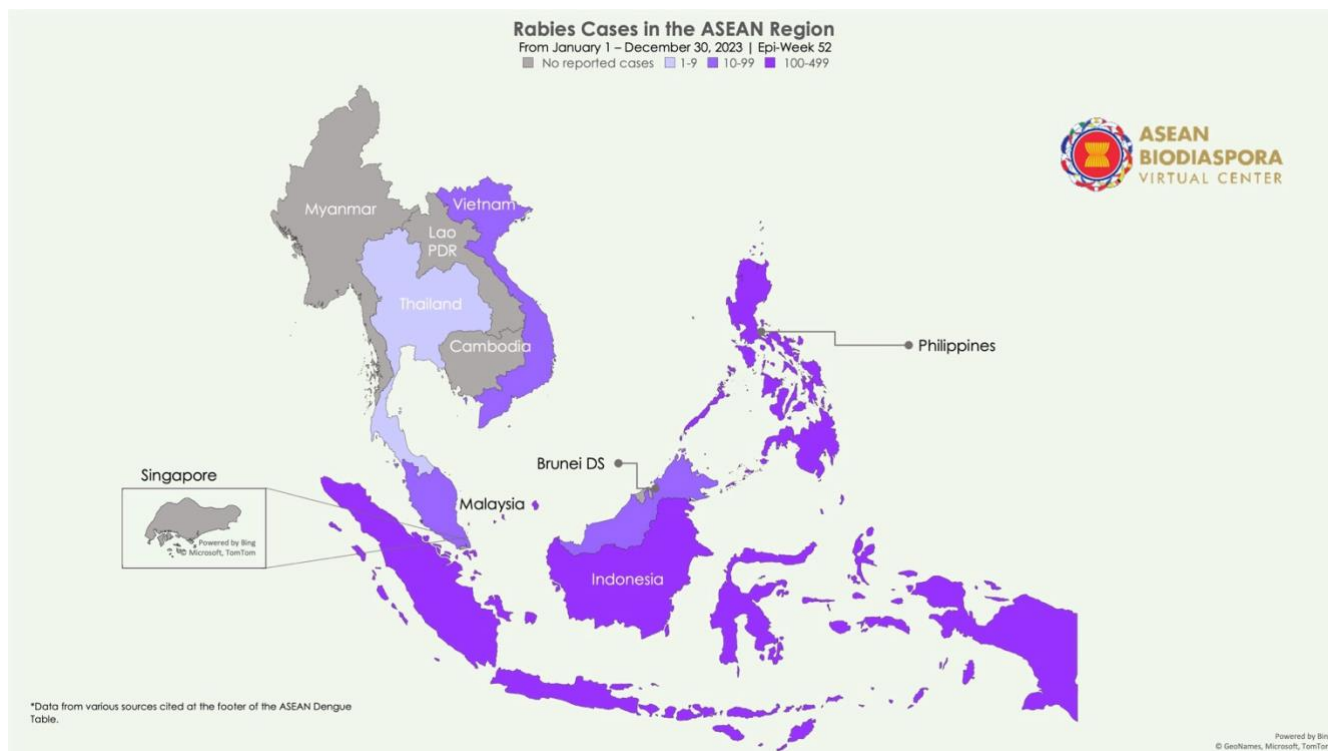 Rabies Cases in the ASEAN Region
From January 1 – December 30, 2023 | Epi-Week 52
No reported cases 1-9 10-99 100-499
ASEAN
BIODIASPORA
VIRTUAL CENTER
Myanmar
Vietnam
Lao
PDR
Thailand
Cambodia
Philippines
Brunei DS
Singapore
Malaysia
Powered by Bing
© Microsoft, TomTom
Indonesia
*Data from various sources cited at the footer of the ASEAN Dengue
Table.
Powered by Bing
© GeoNames, Microsoft, TomTom